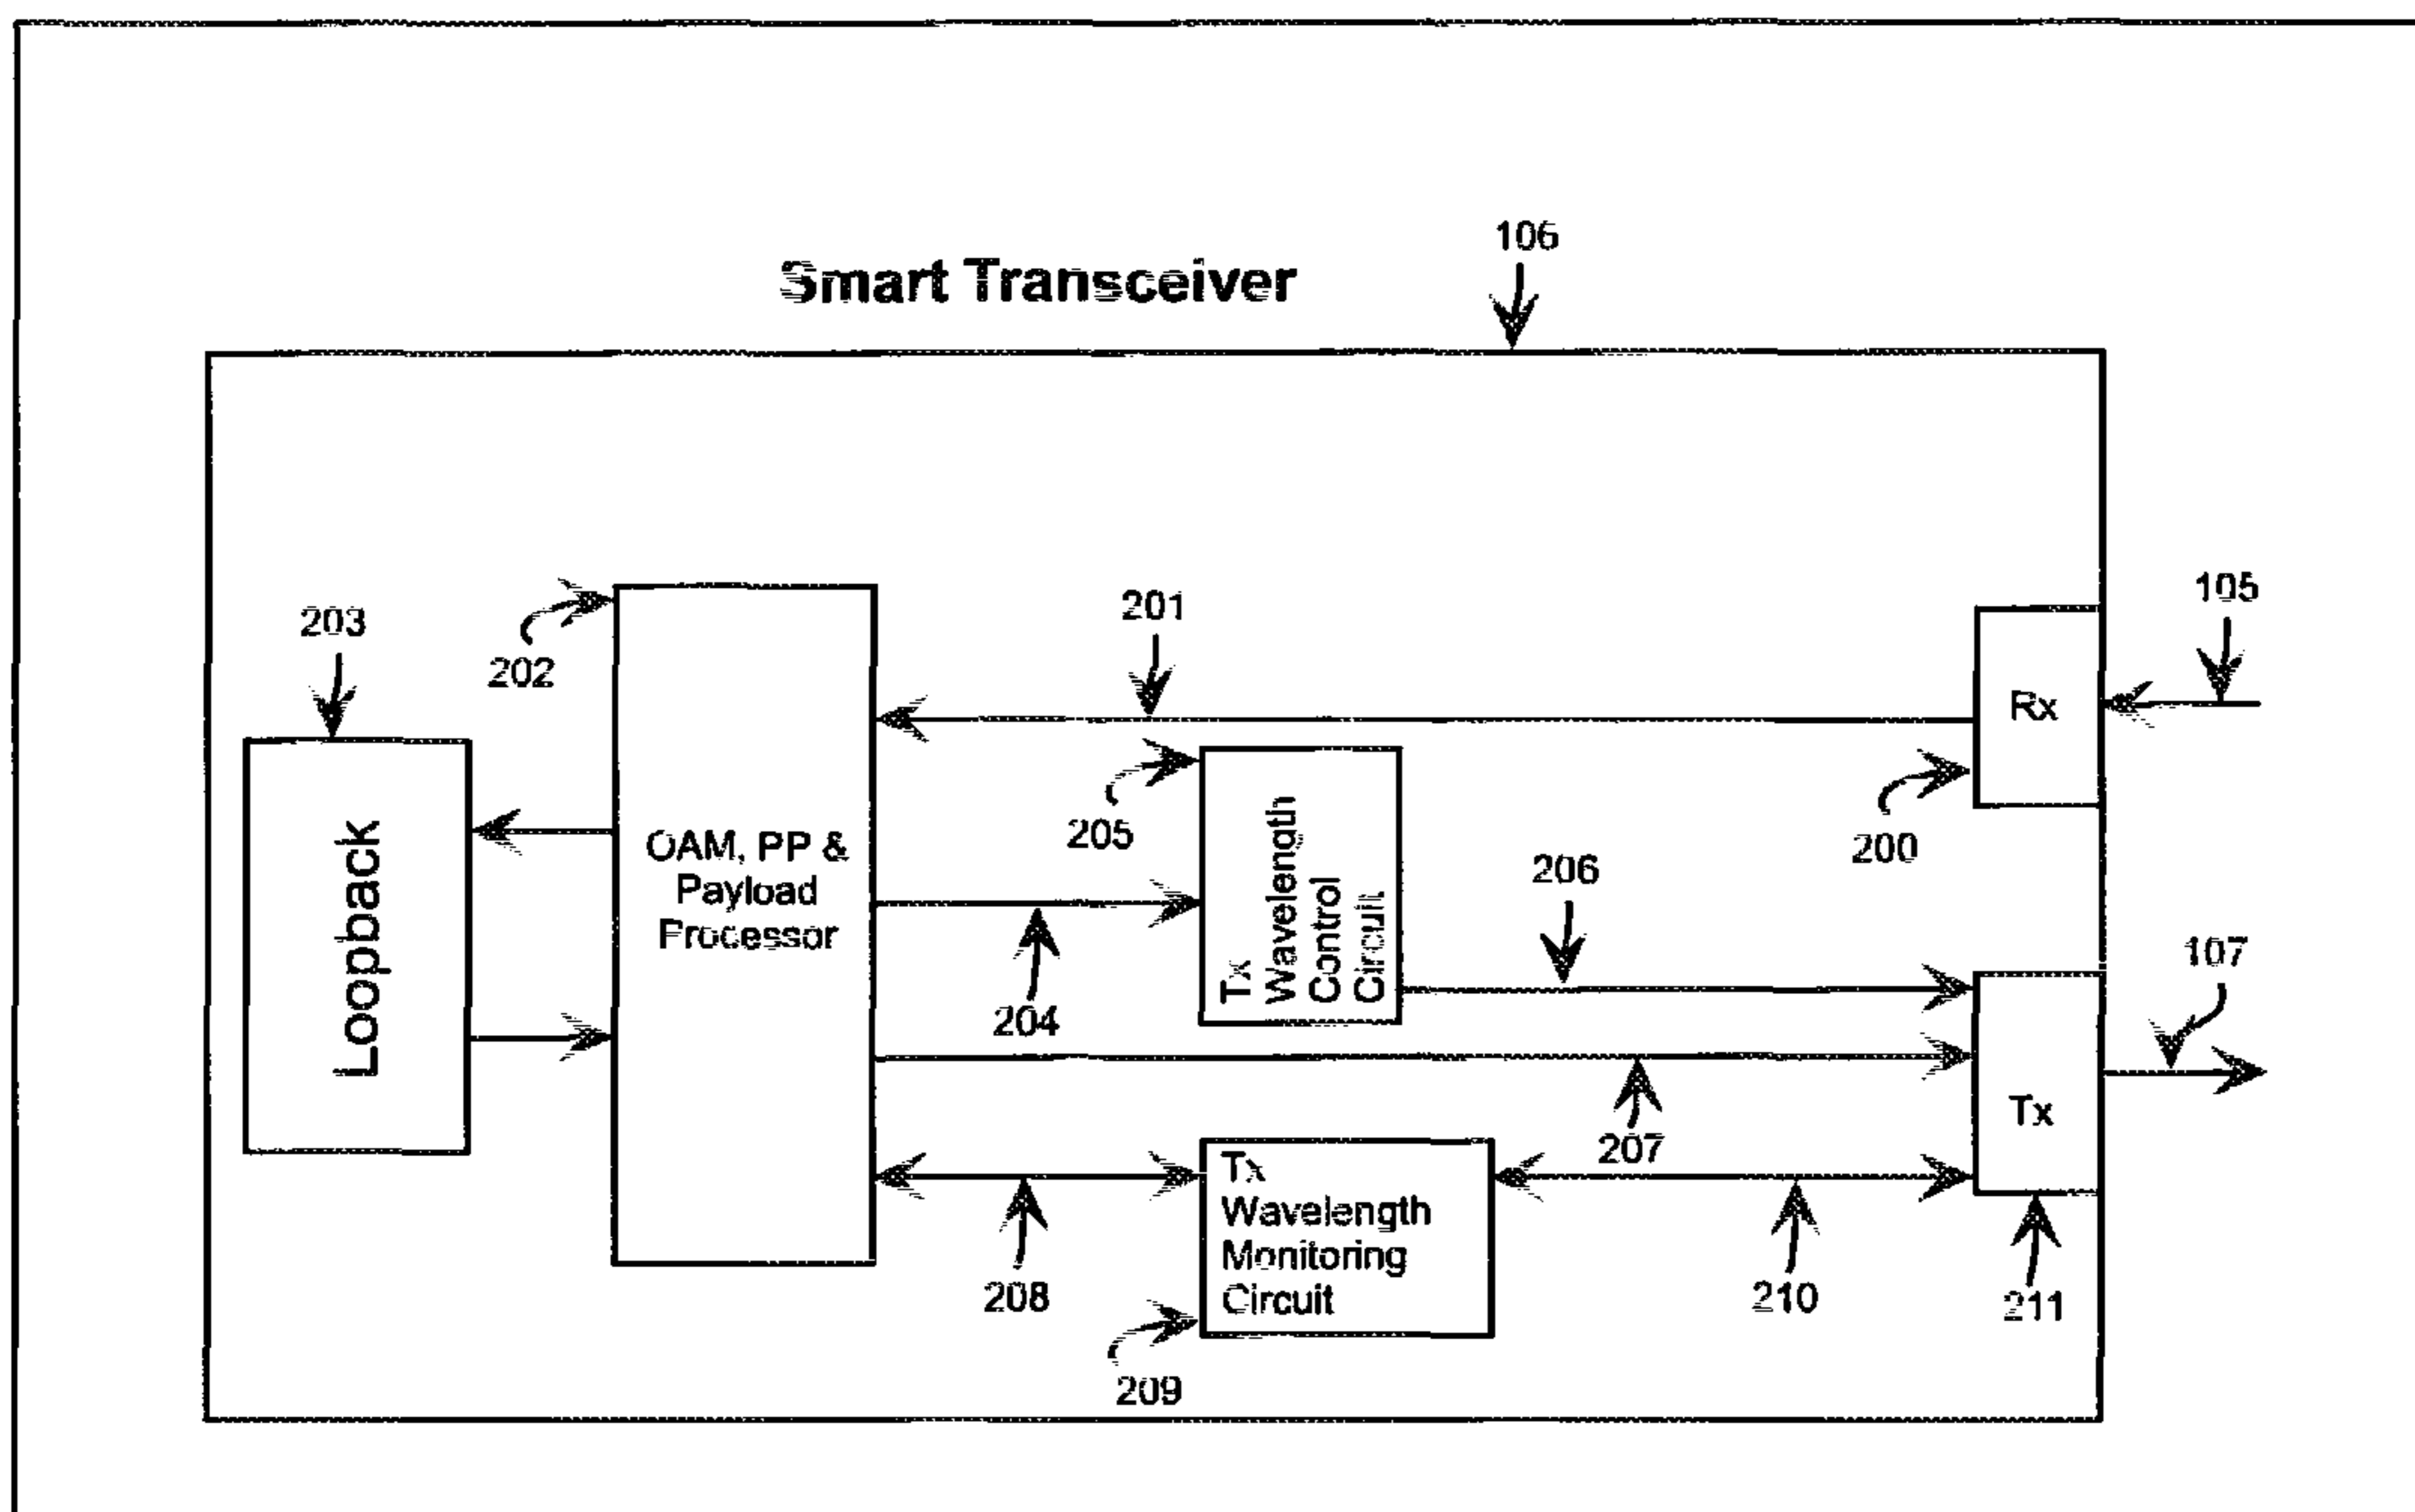 106
Smart Transceiver
105
201
203
202
Rx
205
200
OAM, PP &
Payload
Processor
Loopback
Tx
Wavelength
Control
Circuit
206
107
204
Tx
207
Tx
Wavelength
Monitoring
Circuit
208
210
211
209